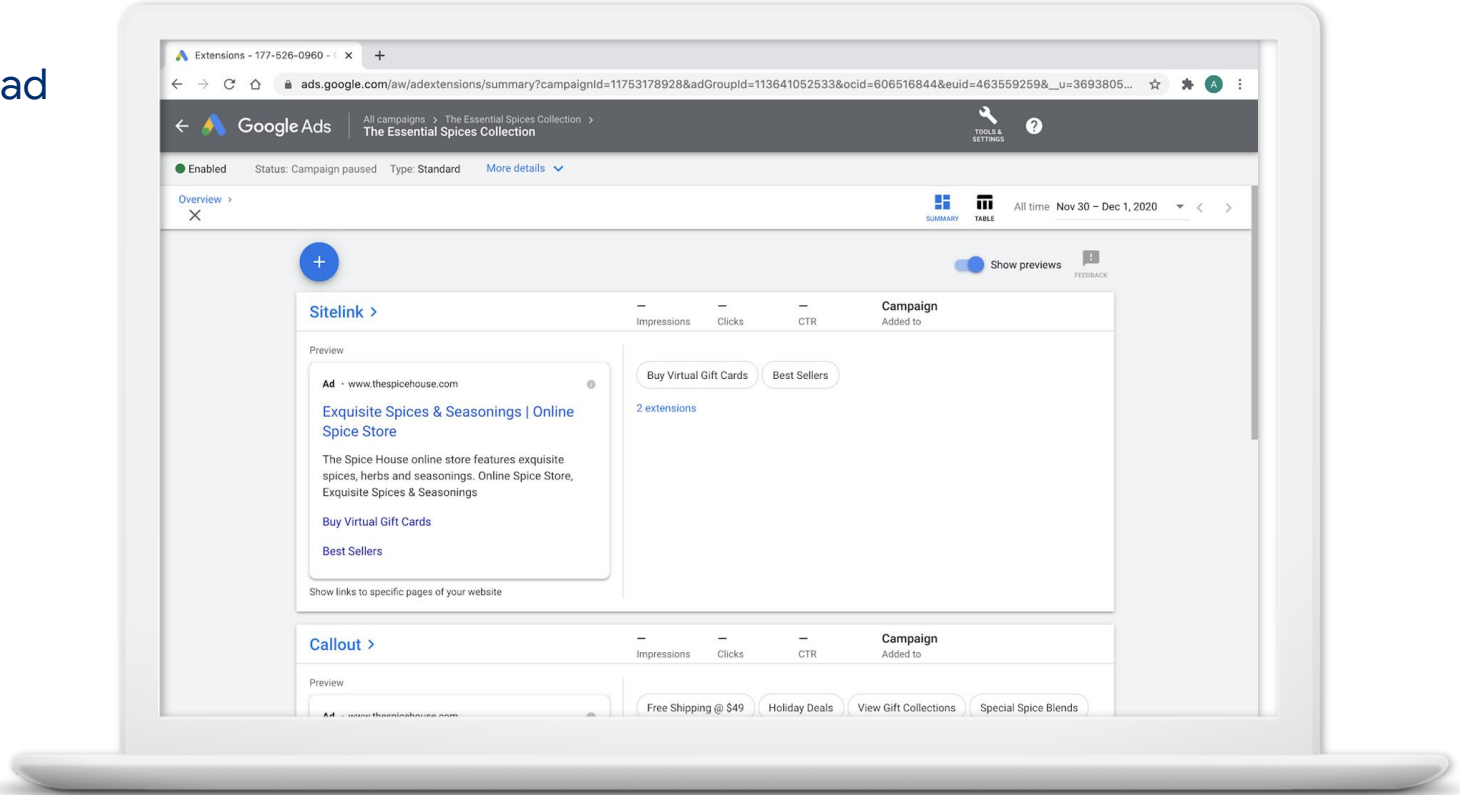 ad
Extensions - 177-526-0960 -
ads.google.com/aw/adextensions/summary?campaignId=11753178928&adGroupId=113641052533&ocid=606516844&euid=463559259&__u=3693805...
A
Google Ads
All campaigns > The Essential Spices Collection >
The Essential Spices Collection
TOOLS &
SETTINGS
Enabled Status: Campaign paused Type: Standard More details
Overview >
SUMMARY
TABLE
All time Nov 30 – Dec 1, 2020
Show previews
FEEDBACK
Sitelink >
– – – Campaign
Impressions Clicks CTR Added to
Preview
Ad · www.thespicehouse.com
Exquisite Spices & Seasonings | Online
Spice Store
The Spice House online store features exquisite
spices, herbs and seasonings. Online Spice Store,
Exquisite Spices & Seasonings
Buy Virtual Gift Cards
Best Sellers
Show links to specific pages of your website
Buy Virtual Gift Cards Best Sellers
2 extensions
Callout >
– – – Campaign
Impressions Clicks CTR Added to
Preview
Ad · www.thespicehouse.com
Free Shipping @ $49 Holiday Deals View Gift Collections Special Spice Blends